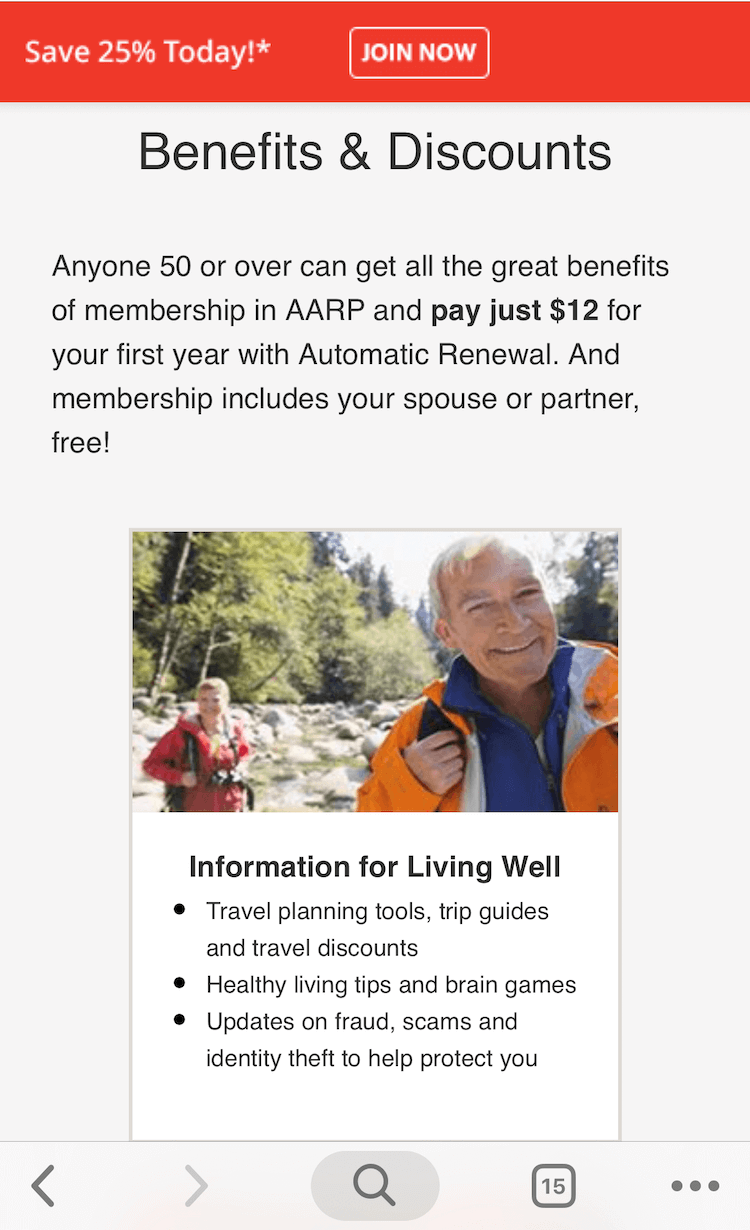 Save 25% Today!*
JOIN NOW
Benefits & Discounts
Anyone 50 or over can get all the great benefits
of membership in AARP and pay just $12 for
your first year with Automatic Renewal. And
membership includes your spouse or partner,
free!
Information for Living Well
Travel planning tools, trip guides
and travel discounts
Healthy living tips and brain games
Updates on fraud, scams and
identity theft to help protect you
15